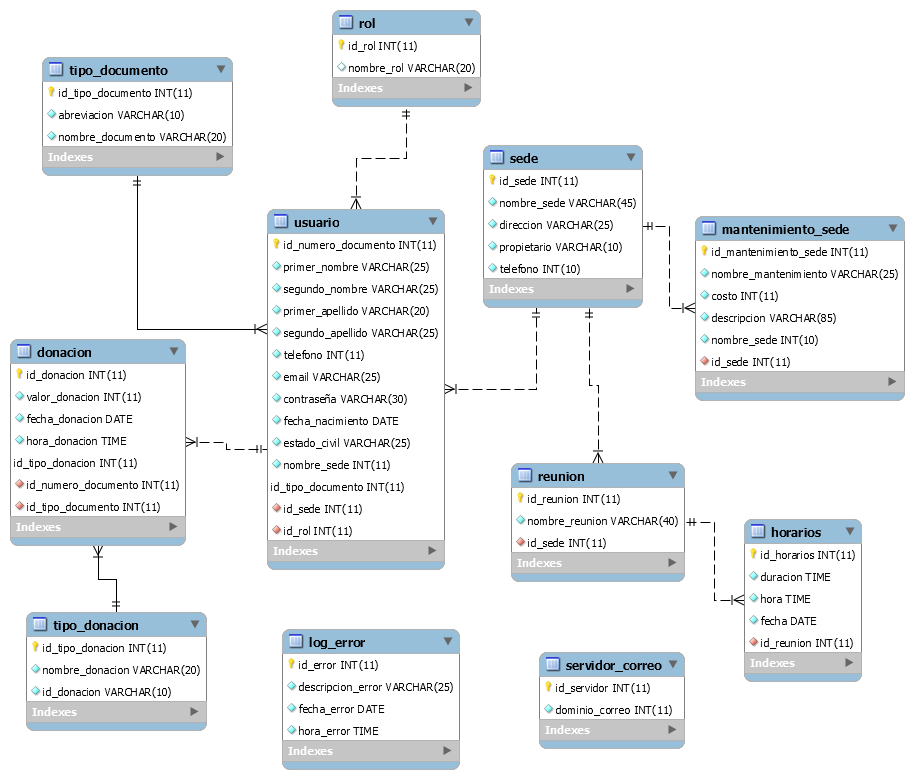 rol
id_rol INT(11)
nombre_rol VARCHAR(20)
Indexes
tipo_documento
id_tipo_documento INT(11)
abreviacion VARCHAR(10)
nombre_documento VARCHAR(20)
Indexes
sede
id_sede INT(11)
nombre_sede VARCHAR(45)
direccion VARCHAR(25)
propietario VARCHAR(10)
telefono INT(10)
Indexes
usuario
id_numero_documento INT(11)
primer_nombre VARCHAR(25)
segundo_nombre VARCHAR(25)
primer_apellido VARCHAR(20)
segundo_apellido VARCHAR(25)
telefono INT(11)
email VARCHAR(25)
contraseña VARCHAR(30)
fecha_nacimiento DATE
estado_civil VARCHAR(25)
nombre_sede INT(11)
id_tipo_documento INT(11)
id_sede INT(11)
id_rol INT(11)
Indexes
mantenimiento_sede
id_mantenimiento_sede INT(11)
nombre_mantenimiento VARCHAR(25)
costo INT(11)
descripcion VARCHAR(85)
nombre_sede INT(10)
id_sede INT(11)
Indexes
donacion
id_donacion INT(11)
valor_donacion INT(11)
fecha_donacion DATE
hora_donacion TIME
id_tipo_donacion INT(11)
id_numero_documento INT(11)
id_tipo_documento INT(11)
Indexes
reunion
id_reunion INT(11)
nombre_reunion VARCHAR(40)
id_sede INT(11)
Indexes
horarios
id_horarios INT(11)
duracion TIME
hora TIME
fecha DATE
id_reunion INT(11)
Indexes
tipo_donacion
id_tipo_donacion INT(11)
nombre_donacion VARCHAR(20)
id_donacion VARCHAR(10)
Indexes
log_error
id_error INT(11)
descripcion_error VARCHAR(25)
fecha_error DATE
hora_error TIME
Indexes
servidor_correo
id_servidor INT(11)
dominio_correo INT(11)
Indexes